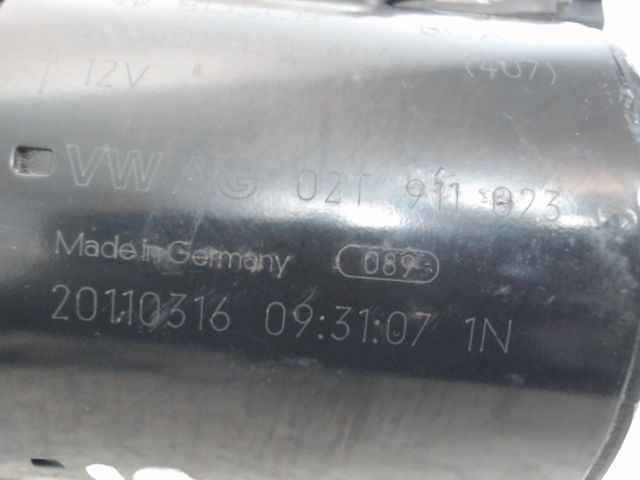 12V (407)
VW AG 02T 911 023
Made in Germany 089
20110316 09:31:07 1N